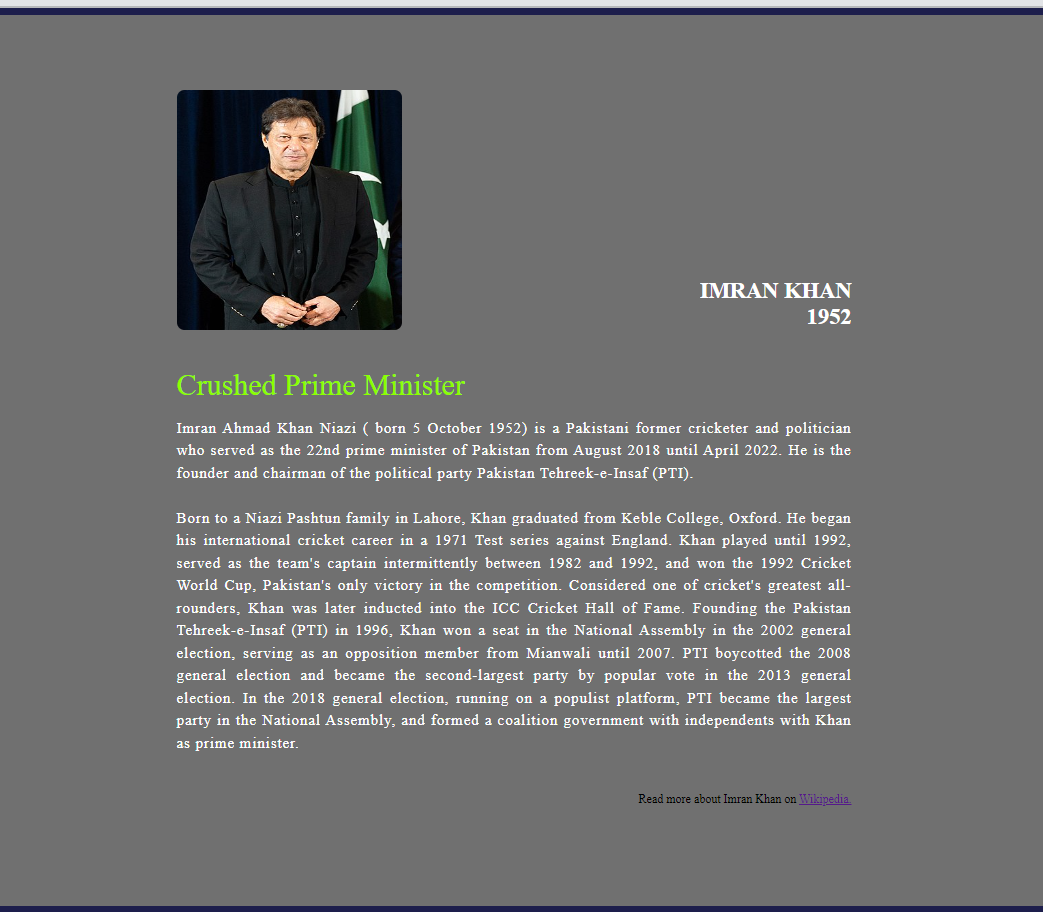 IMRAN KHAN
1952
Crushed Prime Minister
Imran Ahmad Khan Niazi ( born 5 October 1952) is a Pakistani former cricketer and politician
who served as the 22nd prime minister of Pakistan from August 2018 until April 2022. He is the
founder and chairman of the political party Pakistan Tehreek-e-Insaf (PTI).
Born to a Niazi Pashtun family in Lahore, Khan graduated from Keble College, Oxford. He began
his international cricket career in a 1971 Test series against England. Khan played until 1992,
served as the team's captain intermittently between 1982 and 1992, and won the 1992 Cricket
World Cup, Pakistan's only victory in the competition. Considered one of cricket's greatest all-
rounders, Khan was later inducted into the ICC Cricket Hall of Fame. Founding the Pakistan
Tehreek-e-Insaf (PTI) in 1996, Khan won a seat in the National Assembly in the 2002 general
election, serving as an opposition member from Mianwali until 2007. PTI boycotted the 2008
general election and became the second-largest party by popular vote in the 2013 general
election. In the 2018 general election, running on a populist platform, PTI became the largest
party in the National Assembly, and formed a coalition government with independents with Khan
as prime minister.
Read more about Imran Khan on Wikipedia.